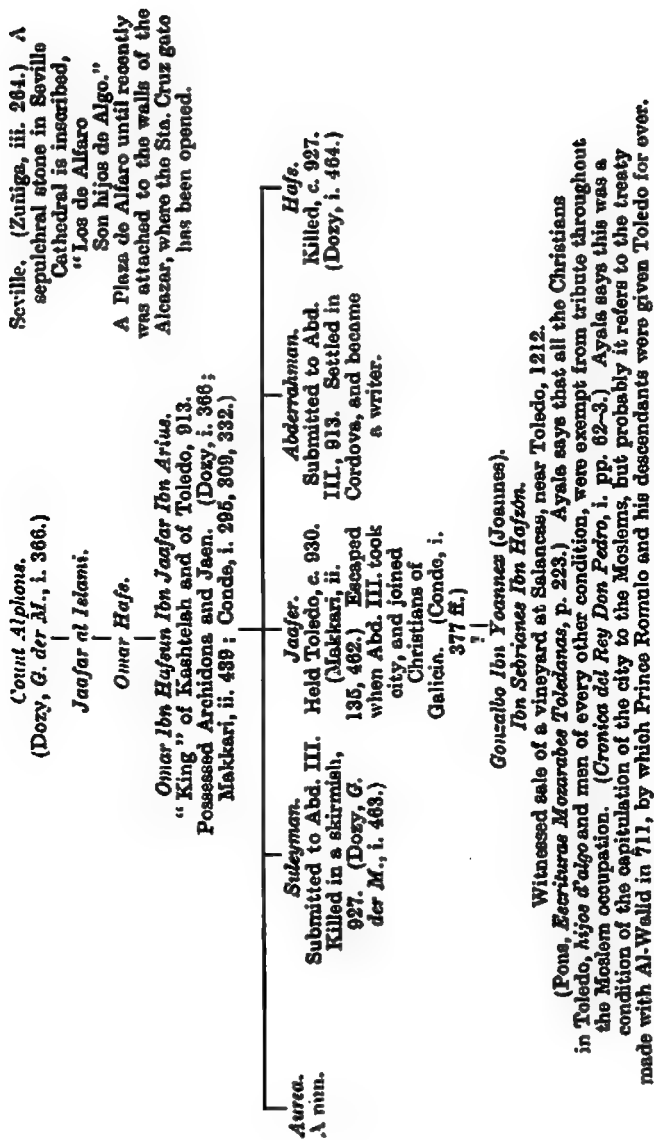 Seville. (Zuñiga, iii. 264.) A
sepulchral stone in Seville
Cathedral is inscribed,
"Los de Alfaro
Son hijos de Algo."
A Plaza de Alfaro until recently
was attached to the walls of the
Alcazar, where the Sta. Cruz gate
has been opened.
Count Alphons.
(Dozy, G. der M., i. 366.)
Jaafar al Islami.
Omar Hafs.
Omar Ibn Hafsun Ibn Jaafar Ibn Arius.
"King" of Kashtelah and of Toledo, 913.
Possessed Archidona and Jaen. (Dozy, i. 366;
Makkari, ii. 439; Conde, i. 295, 309, 332.)
Aurea.
A nun.
Suleyman.
Submitted to Abd. III.
Killed in a skirmish,
927. (Dozy, G.
der M., i. 463.)
Jaafer.
Held Toledo, c. 930.
(Makkari, ii.
135, 462.) Escaped
when Abd. III. took
city, and joined
Christians of
Galicia. (Conde, i.
377 ff.)
Abderrahman.
Submitted to Abd.
III., 913. Settled in
Cordova, and became
a writer.
Hafs.
Killed, c. 927.
(Dozy, i. 464.)
?
Gonzalbo Ibn Yoannes (Joannes).
Ibn Sebrianes Ibn Hafzón.
Witnessed sale of a vineyard at Salancas, near Toledo, 1212.
(Pons, Escrituras Mozarabes Toledanas, p. 223.) Ayala says that all the Christians
in Toledo, hijos d'algo and men of every other condition, were exempt from tribute throughout
the Moslem occupation. (Cronica del Rey Don Pedro, i. pp. 62–3.) Ayala says this was a
condition of the capitulation of the city to the Moslems, but probably it refers to the treaty
made with Al-Walid in 711, by which Prince Romulo and his descendants were given Toledo for ever.